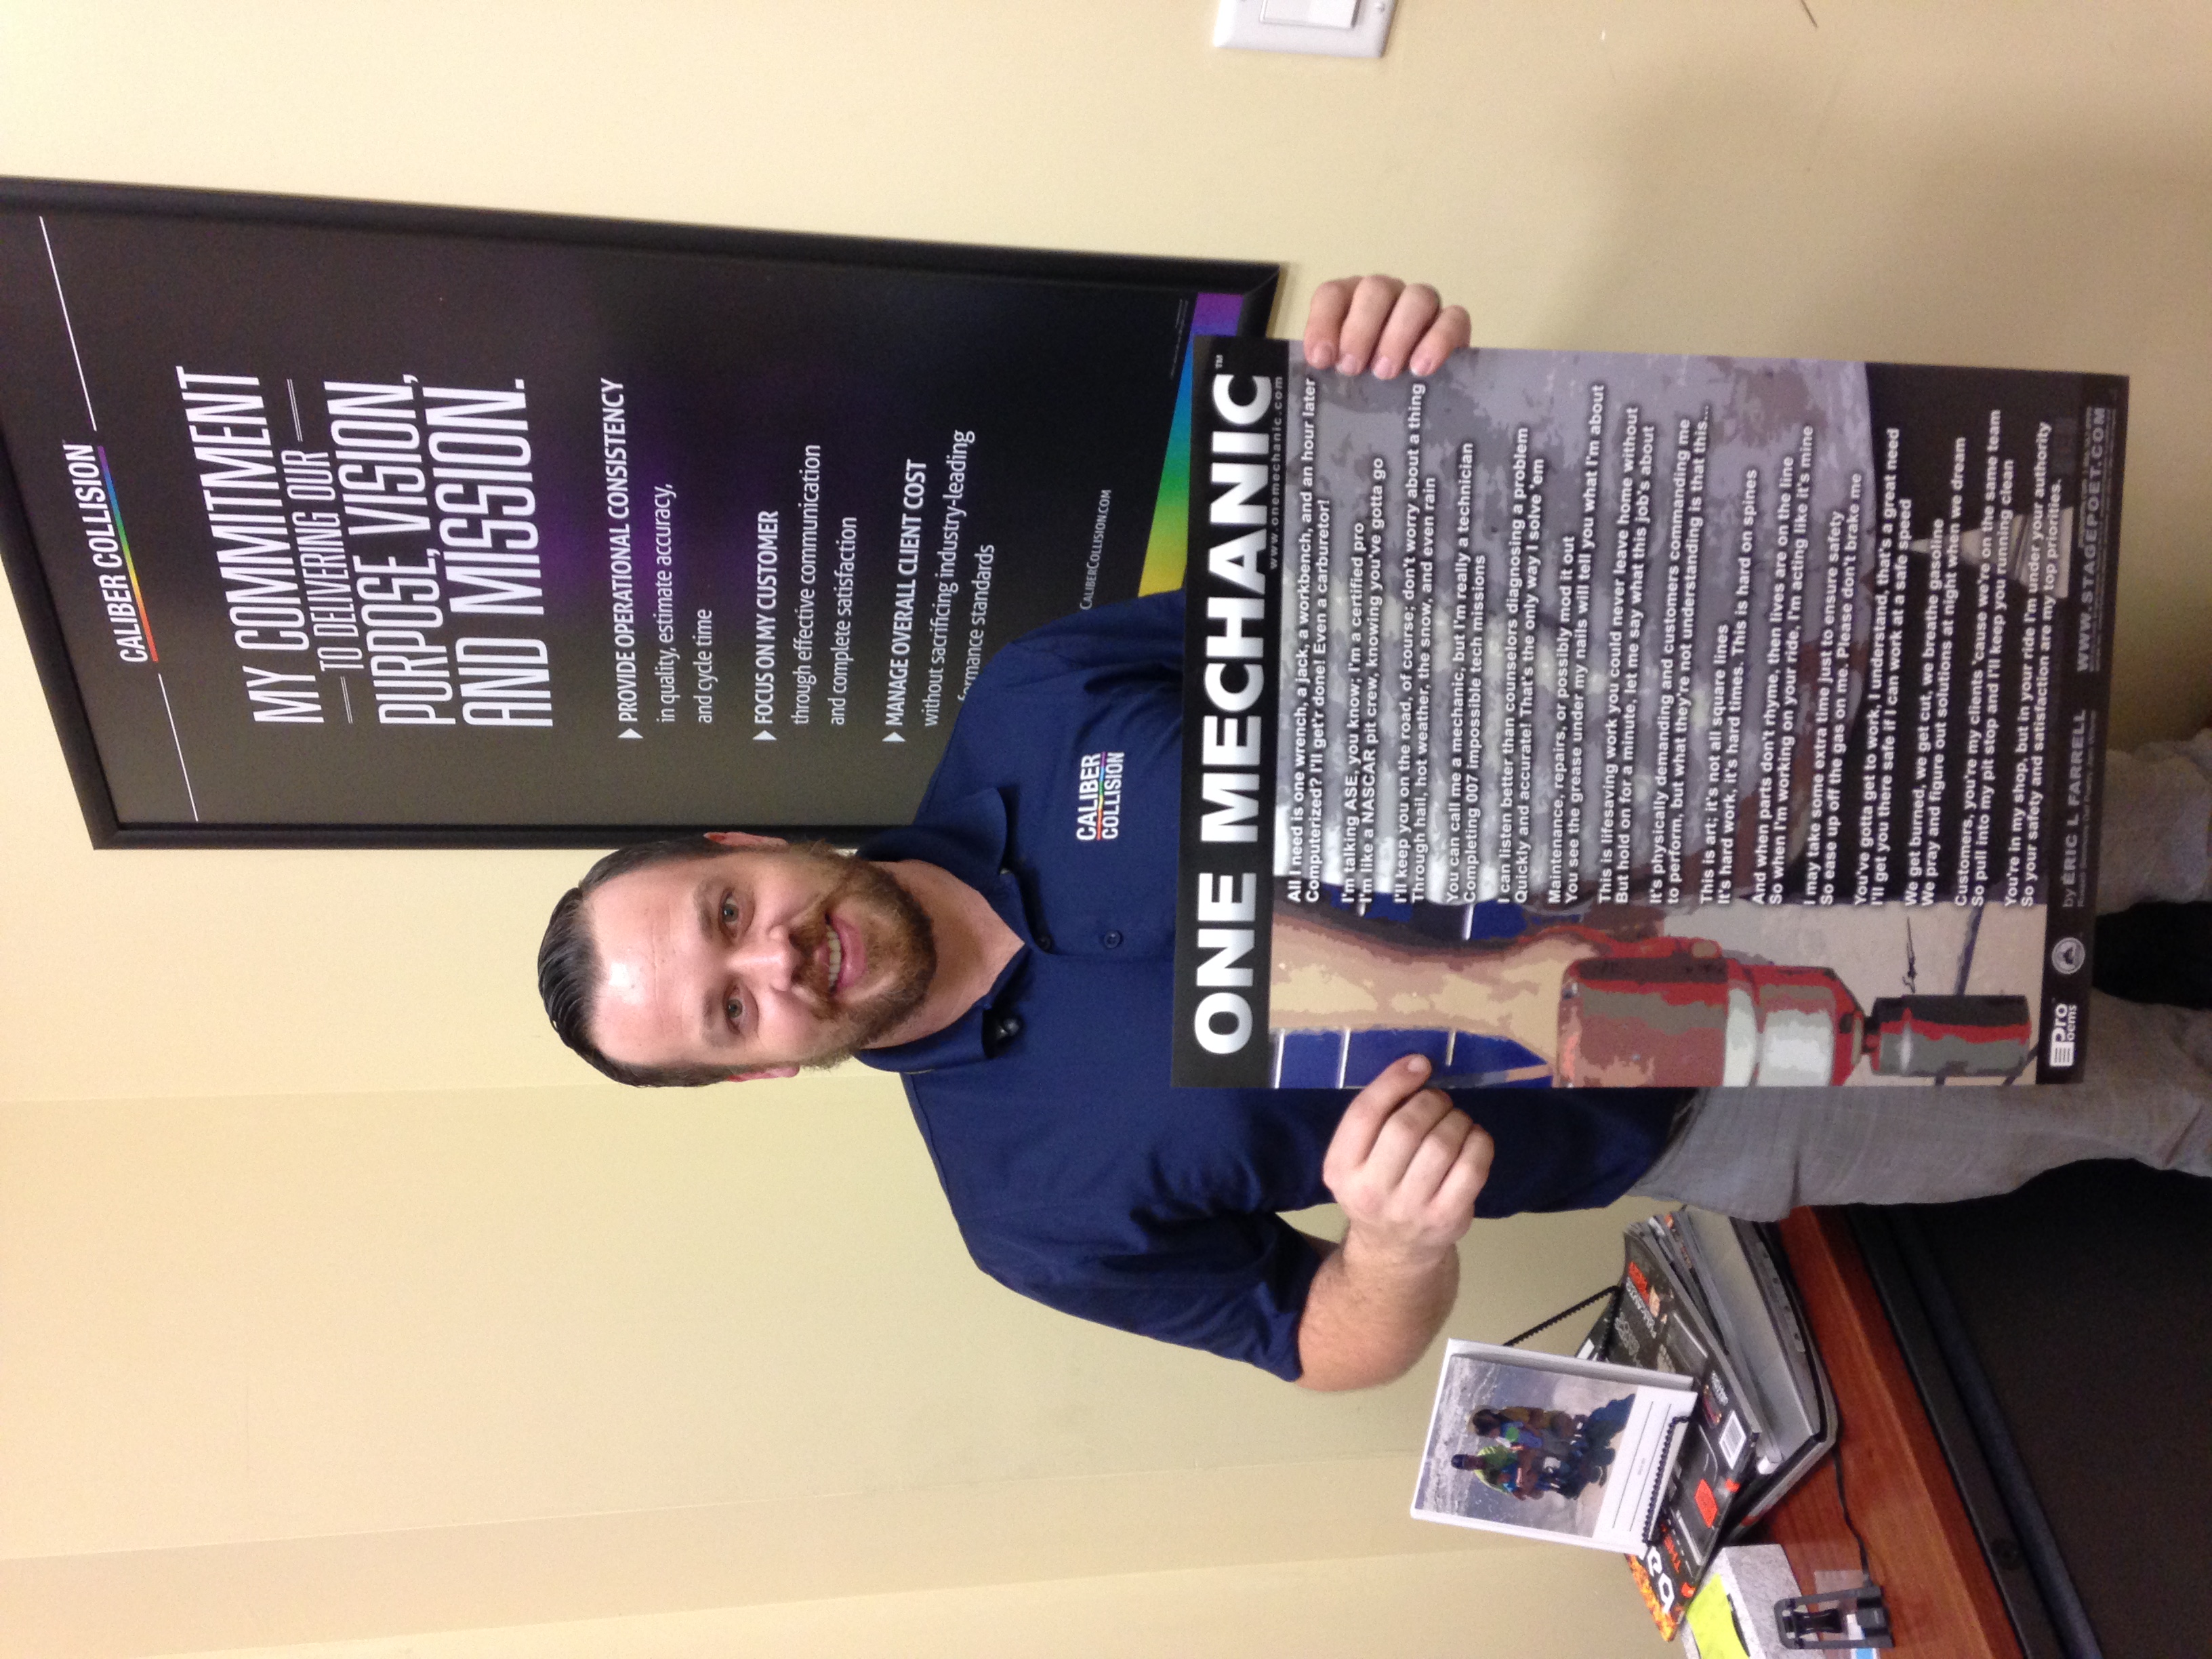 CALIBER COLLISION
MY COMMITMENT
TO DELIVERING OUR
PURPOSE, VISION,
AND MISSION.
▶ PROVIDE OPERATIONAL CONSISTENCY
in quality, estimate accuracy,
and cycle time
▶ FOCUS ON MY CUSTOMER
through effective communication
and complete satisfaction
▶ MANAGE OVERALL CLIENT COST
without sacrificing industry-leading
formance standards
CALIBERCOLLISION.COM
CALIBER
COLLISION
ONE MECHANIC™
www.onemechanic.com
All I need is one wrench, a jack, a workbench, and an hour later
Computerized? I'll get'r done! Even a carburetor!
I'm talking ASE, you know; I'm a certified pro
I'm like a NASCAR pit crew, knowing you've gotta go
I'll keep you on the road, of course; don't worry about a thing
Through hail, hot weather, the snow, and even rain
You can call me a mechanic, but I'm really a technician
Completing 007 impossible tech missions
I can listen better than counselors diagnosing a problem
Quickly and accurate! That's the only way I solve 'em
Maintenance, repairs, or possibly mod it out
You see the grease under my nails will tell you what I'm about
This is lifesaving work you could never leave home without
But hold on for a minute, let me say what this job's about
It's physically demanding and customers commanding me
to perform, but what they're not understanding is that this...
This is art; it's not all square lines
It's hard work, it's hard times. This is hard on spines
And when parts don't rhyme, then lives are on the line
So when I'm working on your ride, I'm acting like it's mine
I may take some extra time just to ensure safety
So ease up off the gas on me. Please don't brake me
You've gotta get to work, I understand, that's a great need
I'll get you there safe if I can work at a safe speed
We get burned, we get cut, we breathe gasoline
We pray and figure out solutions at night when we dream
Customers, you're my clients 'cause we're on the same team
So pull into my pit stop and I'll keep you running clean
You're in my shop, but in your ride I'm under your authority
So your safety and satisfaction are my top priorities.
Pro
oems
by ERIC L FARRELL
WWW.STAGEPOET.COM
THE